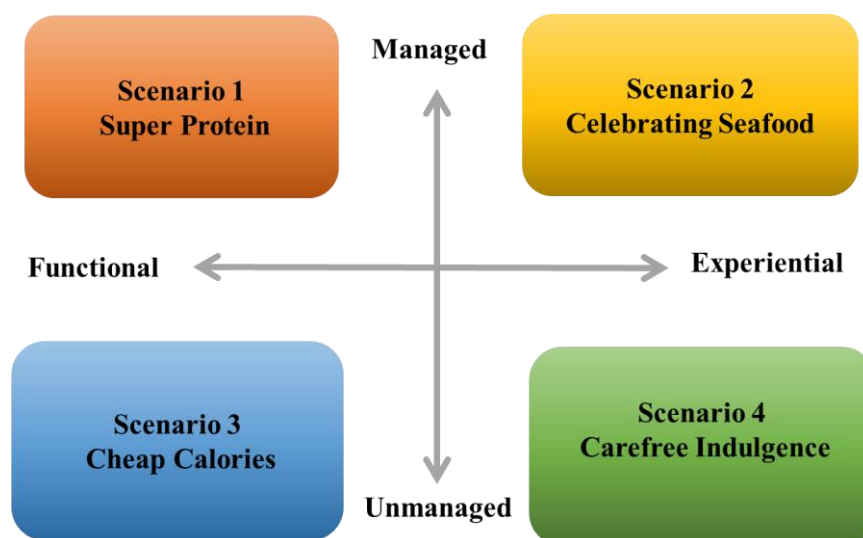 Managed
Scenario 1
Super Protein
Scenario 2
Celebrating Seafood
Functional
Experiential
Scenario 3
Cheap Calories
Scenario 4
Carefree Indulgence
Unmanaged